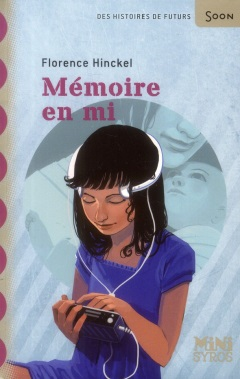 DES HISTOIRES DE FUTURS SOON
Florence Hinckel
Mémoire
en mi
MiNi
SYROS